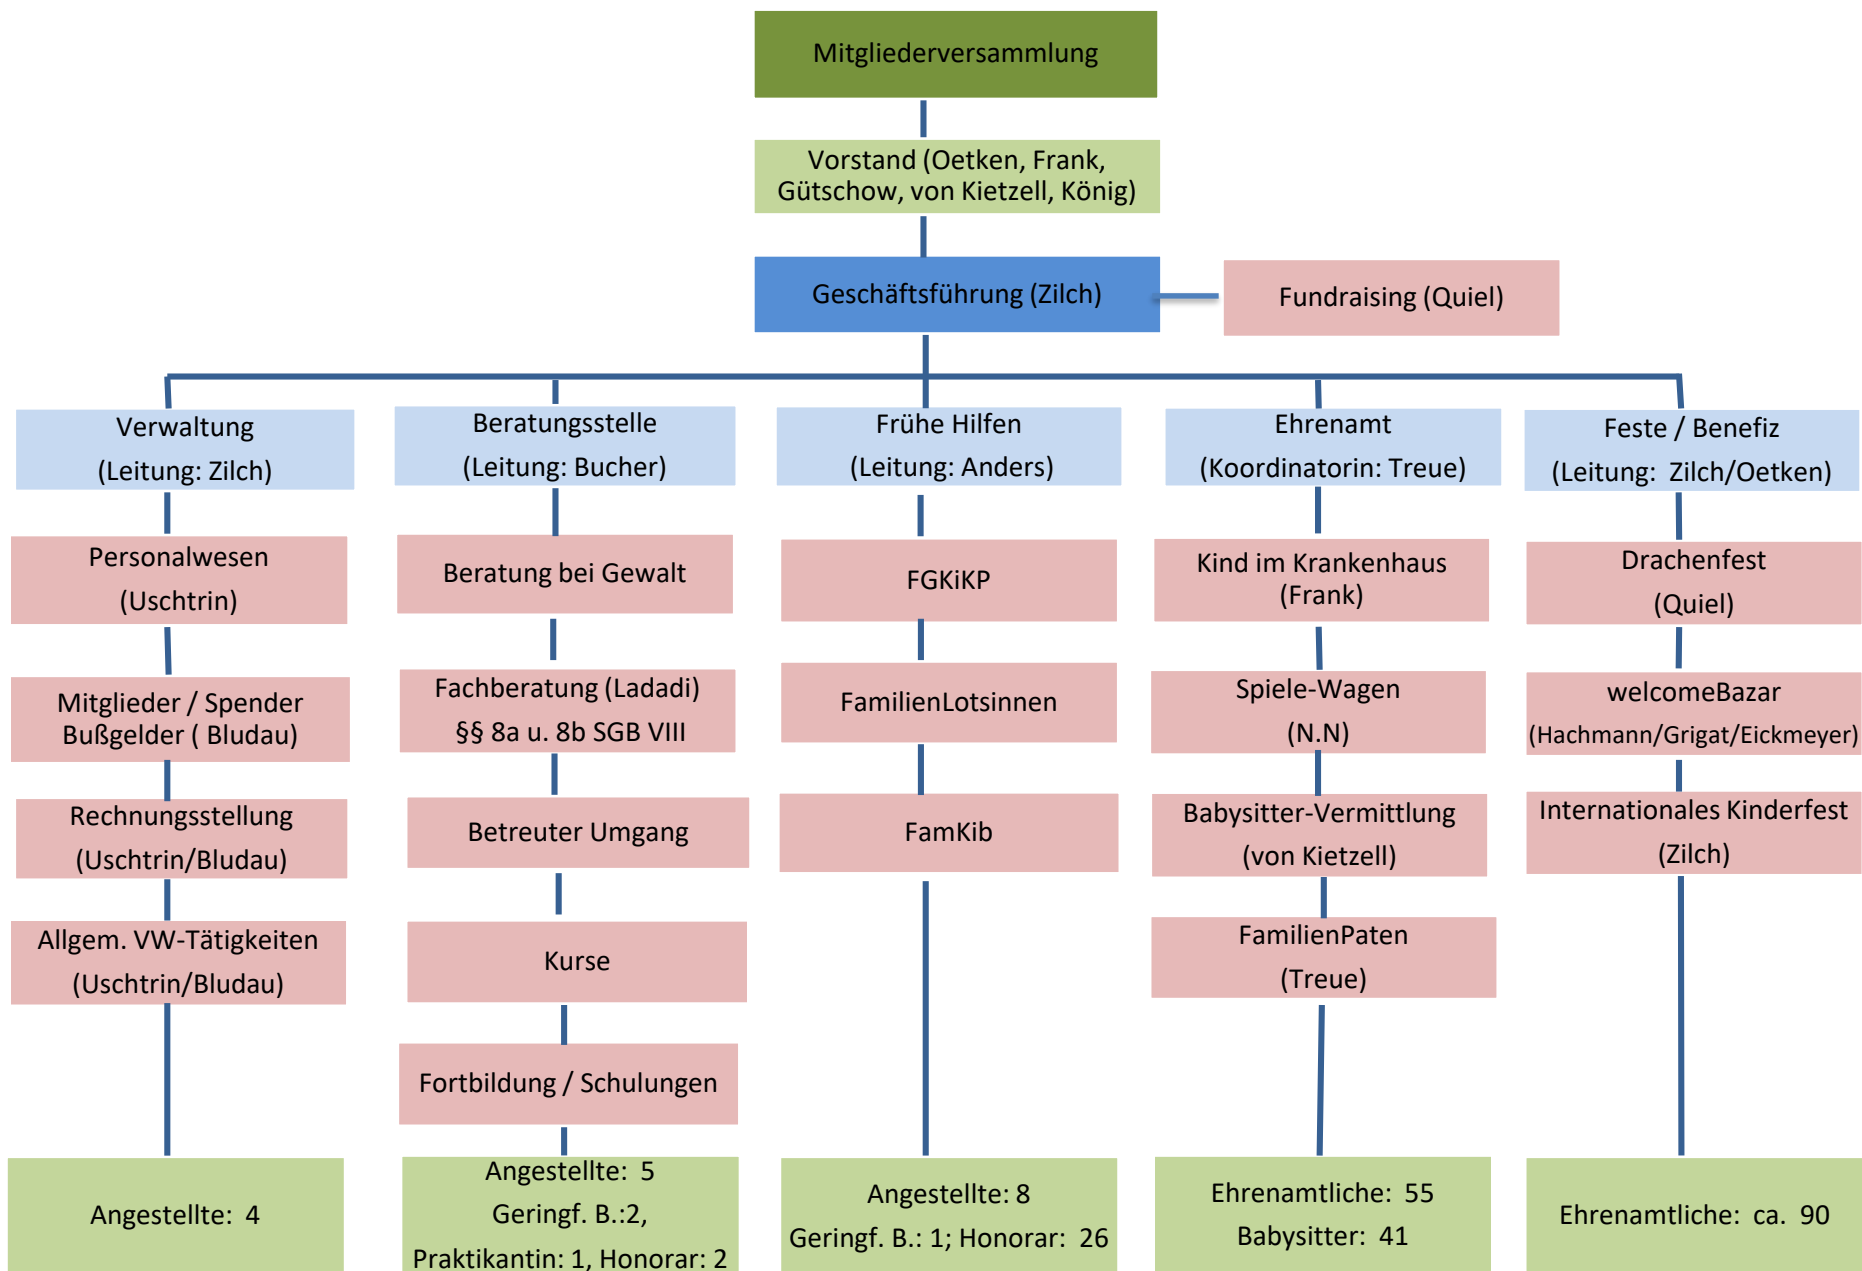 Mitgliederversammlung
Vorstand (Oetken, Frank,
Gütschow, von Kietzell, König)
Geschäftsführung (Zilch)
Fundraising (Quiel)
Verwaltung
(Leitung: Zilch)
Personalwesen
(Uschtrin)
Mitglieder / Spender
Bußgelder ( Bludau)
Rechnungsstellung
(Uschtrin/Bludau)
Allgem. VW-Tätigkeiten
(Uschtrin/Bludau)
Angestellte: 4
Beratungsstelle
(Leitung: Bucher)
Beratung bei Gewalt
Fachberatung (Ladadi)
§§ 8a u. 8b SGB VIII
Betreuter Umgang
Kurse
Fortbildung / Schulungen
Angestellte: 5
Geringf. B.:2,
Praktikantin: 1, Honorar: 2
Frühe Hilfen
(Leitung: Anders)
FGKiKP
FamilienLotsinnen
FamKib
Angestellte: 8
Geringf. B.: 1; Honorar: 26
Ehrenamt
(Koordinatorin: Treue)
Kind im Krankenhaus
(Frank)
Spiele-Wagen
(N.N)
Babysitter-Vermittlung
(von Kietzell)
FamilienPaten
(Treue)
Ehrenamtliche: 55
Babysitter: 41
Feste / Benefiz
(Leitung: Zilch/Oetken)
Drachenfest
(Quiel)
welcomeBazar
(Hachmann/Grigat/Eickmeyer)
Internationales Kinderfest
(Zilch)
Ehrenamtliche: ca. 90